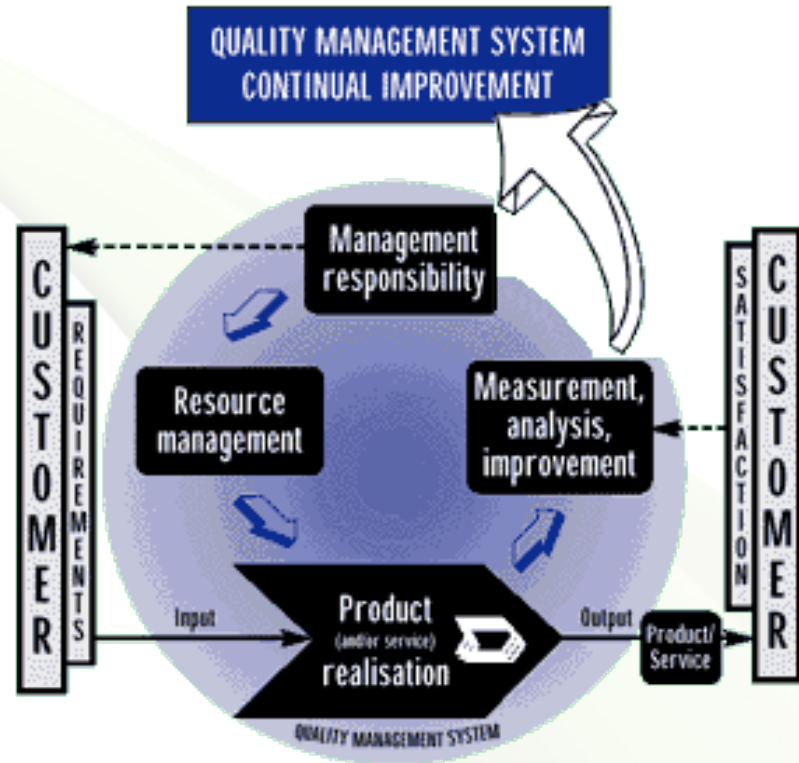 QUALITY MANAGEMENT SYSTEM
CONTINUAL IMPROVEMENT
Management
responsibility
CUSTOMER
REQUIREMENTS
Resource
management
Measurement,
analysis,
improvement
SATISFACTION
CUSTOMER
Input
Product
(and/or service)
realisation
Output
Product/
Service
QUALITY MANAGEMENT SYSTEM